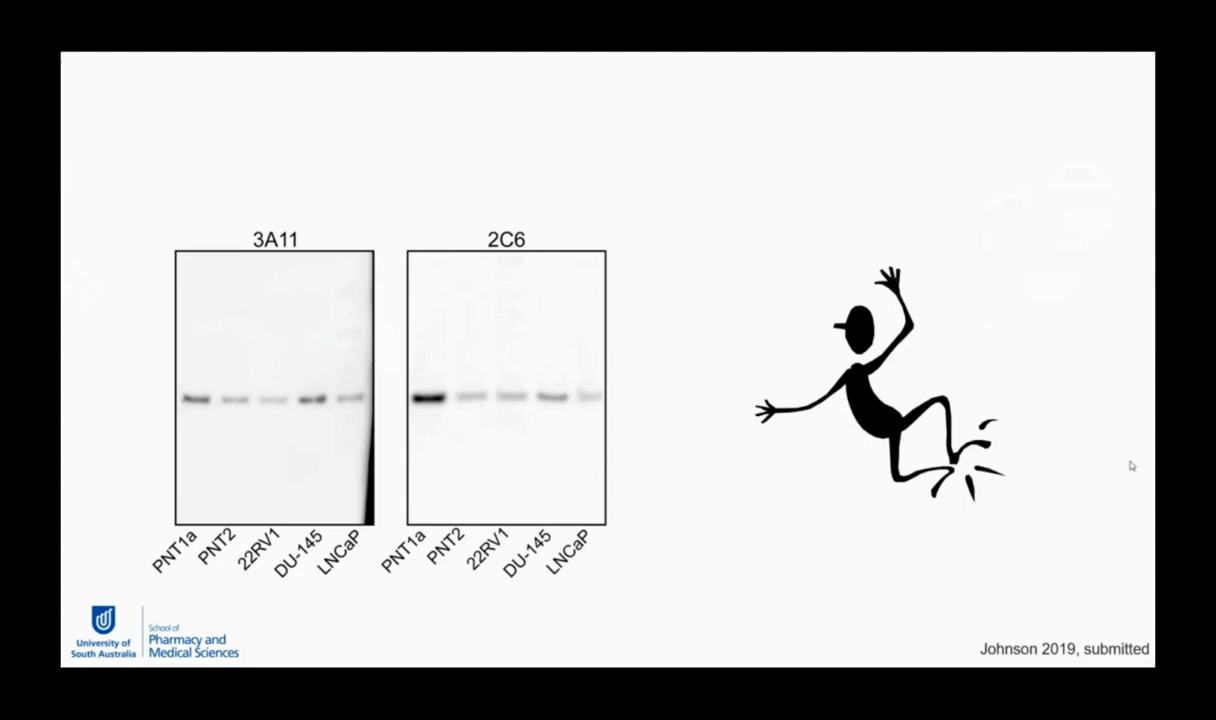 3A11
2C6
PNT1a
PNT2
22RV1
DU-145
LNCaP
PNT1a
PNT2
22RV1
DU-145
LNCaP
University of
South Australia
School of
Pharmacy and
Medical Sciences
Johnson 2019, submitted